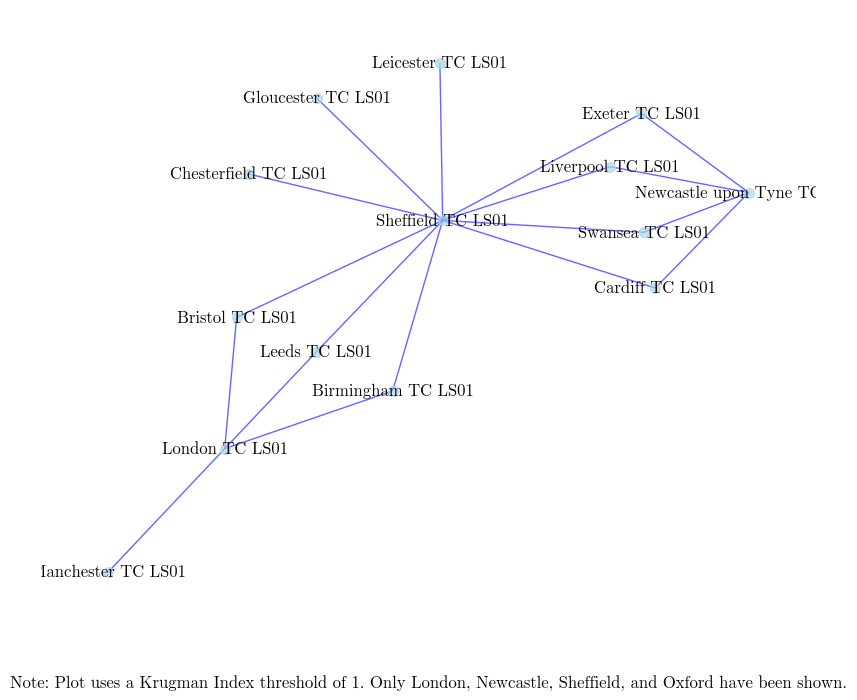 Leicester TC LS01
Gloucester TC LS01
Exeter TC LS01
Liverpool TC LS01
Chesterfield TC LS01
Newcastle upon Tyne TC
Sheffield TC LS01
Swansea TC LS01
Cardiff TC LS01
Bristol TC LS01
Leeds TC LS01
Birmingham TC LS01
London TC LS01
Manchester TC LS01
Note: Plot uses a Krugman Index threshold of 1. Only London, Newcastle, Sheffield, and Oxford have been shown.